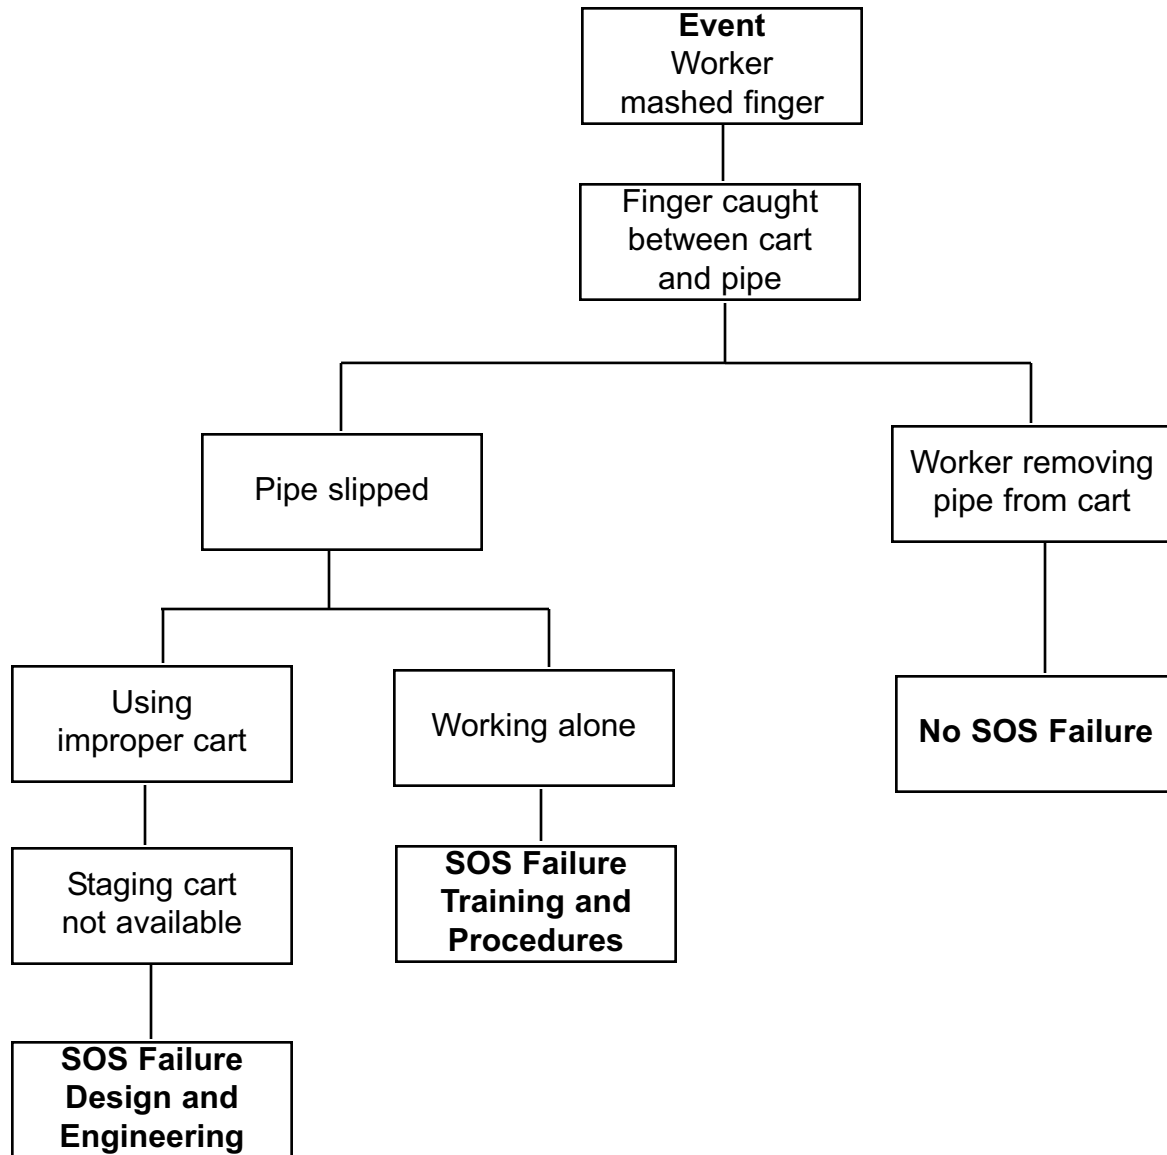 Event
Worker
mashed finger
Finger caught
between cart
and pipe
Pipe slipped
Worker removing
pipe from cart
Using
improper cart
Working alone
No SOS Failure
Staging cart
not available
SOS Failure
Training and
Procedures
SOS Failure
Design and
Engineering